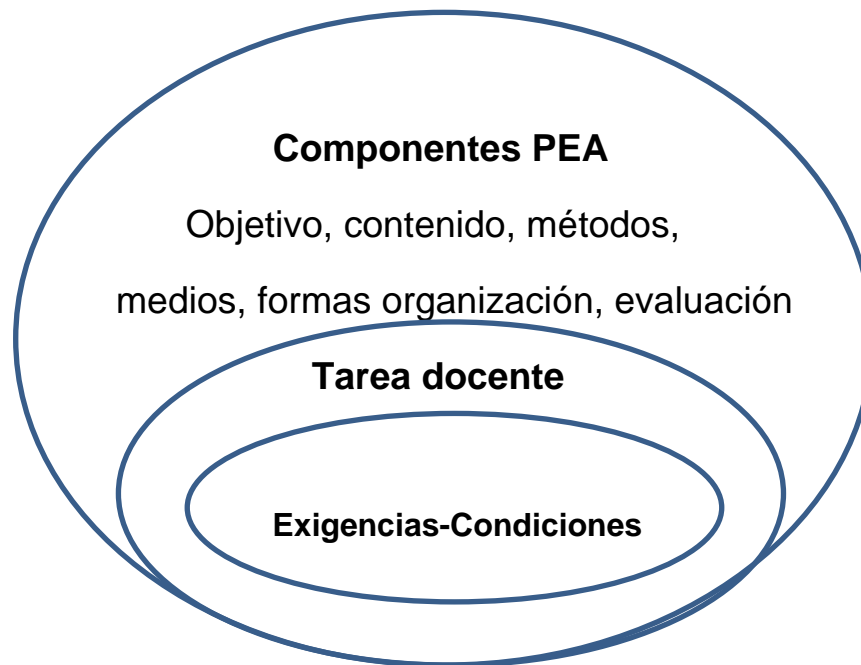 Componentes PEA
Objetivo, contenido, métodos,
medios, formas organización, evaluación
Tarea docente
Exigencias-Condiciones